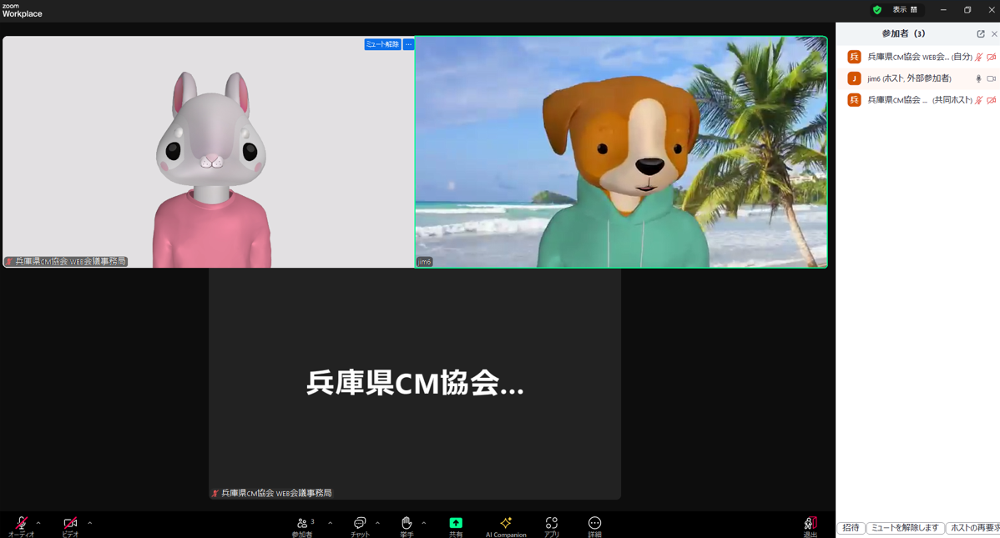 zoom
Workplace
表示
参加者 (3)
ミュート解除
...
兵 兵庫県CM協会 WEB会... (自分)
J jim6 (ホスト, 外部参加者)
兵 兵庫県CM協会 ... (共同ホスト)
兵庫県CM協会 WEB会議事務局
jim6
兵庫県CM協会...
兵庫県CM協会 WEB会議事務局
オーディオ
ビデオ
参加者 3
チャット
挙手
共有
AI Companion
アプリ
詳細
退出
招待
ミュートを解除します
ホストの再要求